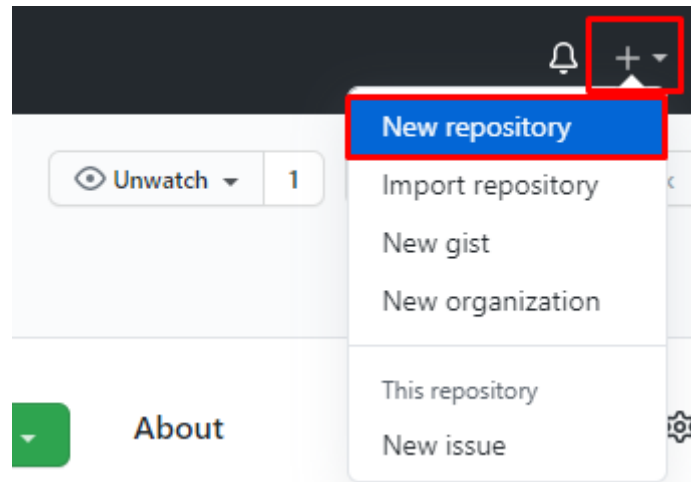 New repository
Unwatch 1
Import repository
New gist
New organization
This repository
About
New issue